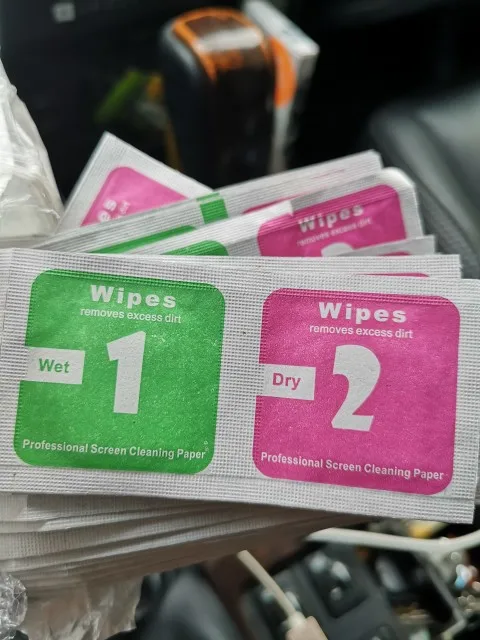 Wipes
removes excess dirt
Wipes
removes excess dirt
Wet
1
Professional Screen Cleaning Paper
Wipes
removes excess dirt
Dry
2
Professional Screen Cleaning Paper